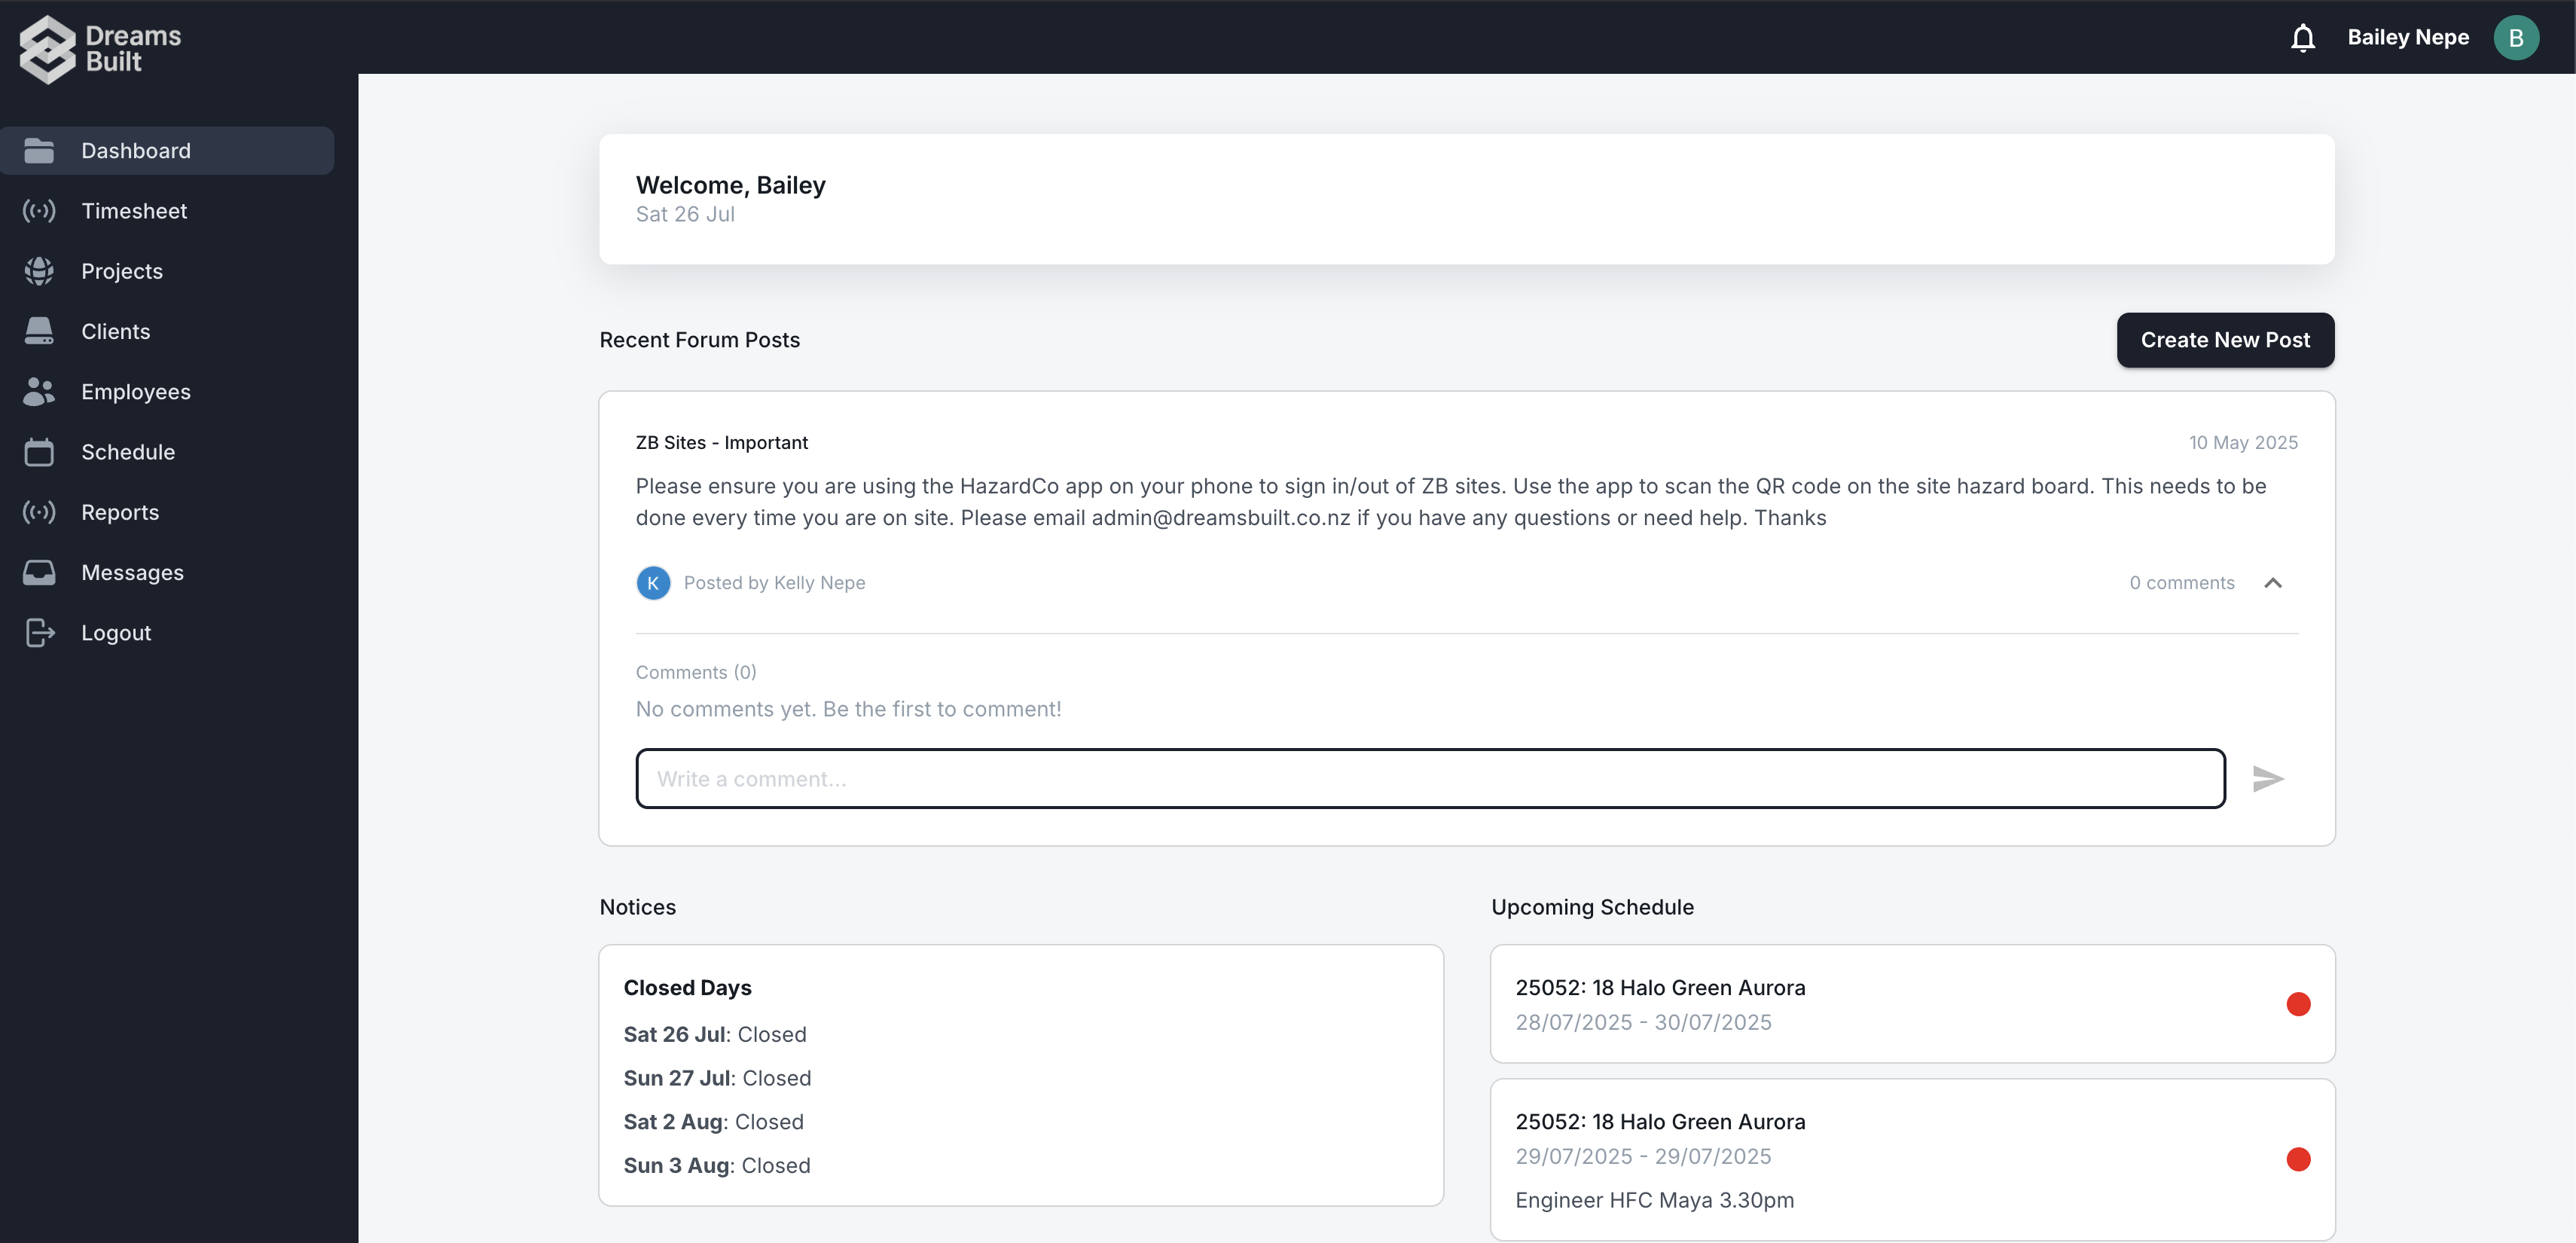 Dreams
Built
Bailey Nepe
B
Dashboard
Timesheet
Projects
Clients
Employees
Schedule
Reports
Messages
Logout
Welcome, Bailey
Sat 26 Jul
Recent Forum Posts
Create New Post
ZB Sites - Important
10 May 2025
Please ensure you are using the HazardCo app on your phone to sign in/out of ZB sites. Use the app to scan the QR code on the site hazard board. This needs to be
done every time you are on site. Please email admin@dreamsbuilt.co.nz if you have any questions or need help. Thanks
K
Posted by Kelly Nepe
0 comments
Comments (0)
No comments yet. Be the first to comment!
Write a comment...
Notices
Closed Days
Sat 26 Jul: Closed
Sun 27 Jul: Closed
Sat 2 Aug: Closed
Sun 3 Aug: Closed
Upcoming Schedule
25052: 18 Halo Green Aurora
28/07/2025 - 30/07/2025
25052: 18 Halo Green Aurora
29/07/2025 - 29/07/2025
Engineer HFC Maya 3.30pm